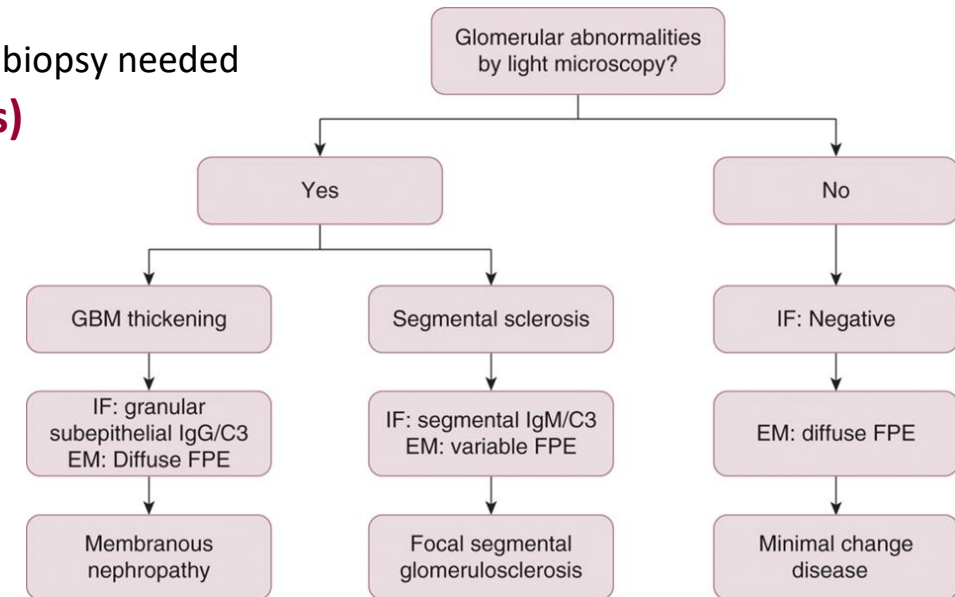 biopsy needed
s)
Glomerular abnormalities
by light microscopy?
Yes
No
GBM thickening
Segmental sclerosis
IF: Negative
IF: granular
subepithelial IgG/C3
EM: Diffuse FPE
IF: segmental IgM/C3
EM: variable FPE
EM: diffuse FPE
Membranous
nephropathy
Focal segmental
glomerulosclerosis
Minimal change
disease